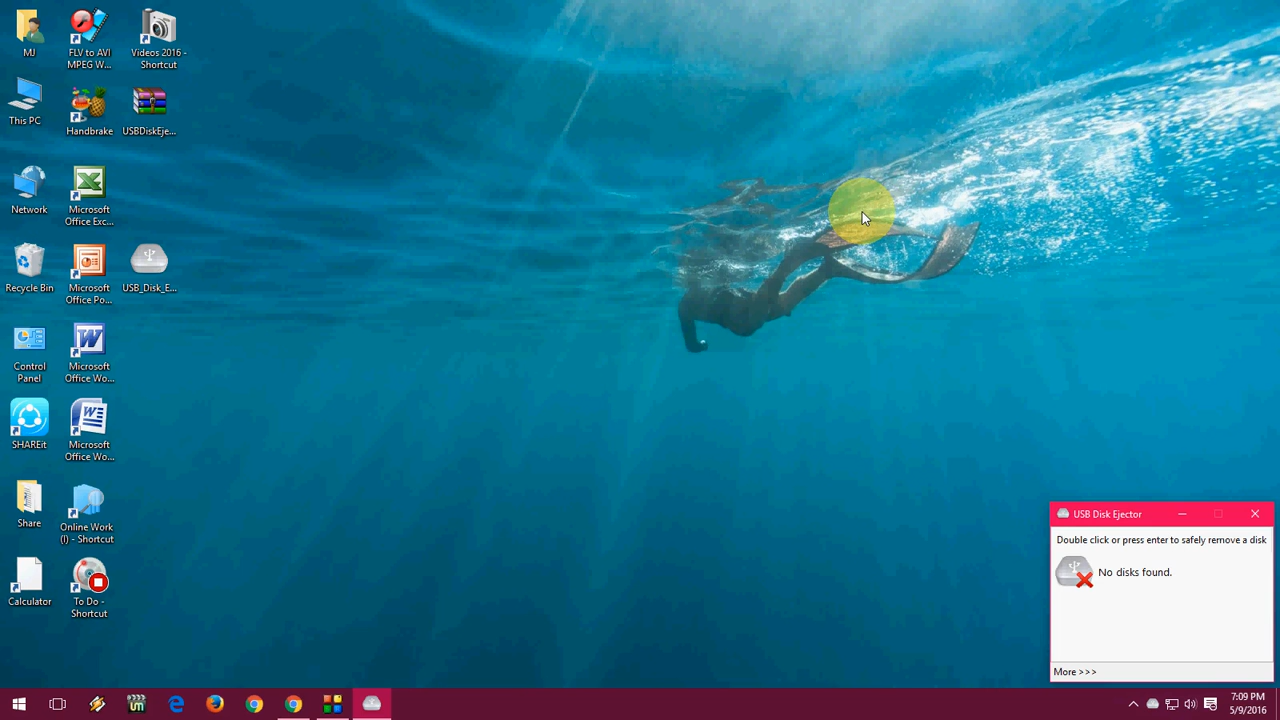 MJ
FLV to AVI
MPEG W...
Videos 2016 -
Shortcut
This PC
Handbrake
USBDiskEje...
Network
Microsoft
Office Exc...
Recycle Bin
Microsoft
Office Po...
USB_Disk_E...
Control
Panel
Microsoft
Office Wo...
SHAREit
Microsoft
Office Wo...
Share
Online Work
(I) - Shortcut
Calculator
To Do -
Shortcut
USB Disk Ejector
Double click or press enter to safely remove a disk
No disks found.
More >>>
7:09 PM
5/9/2016